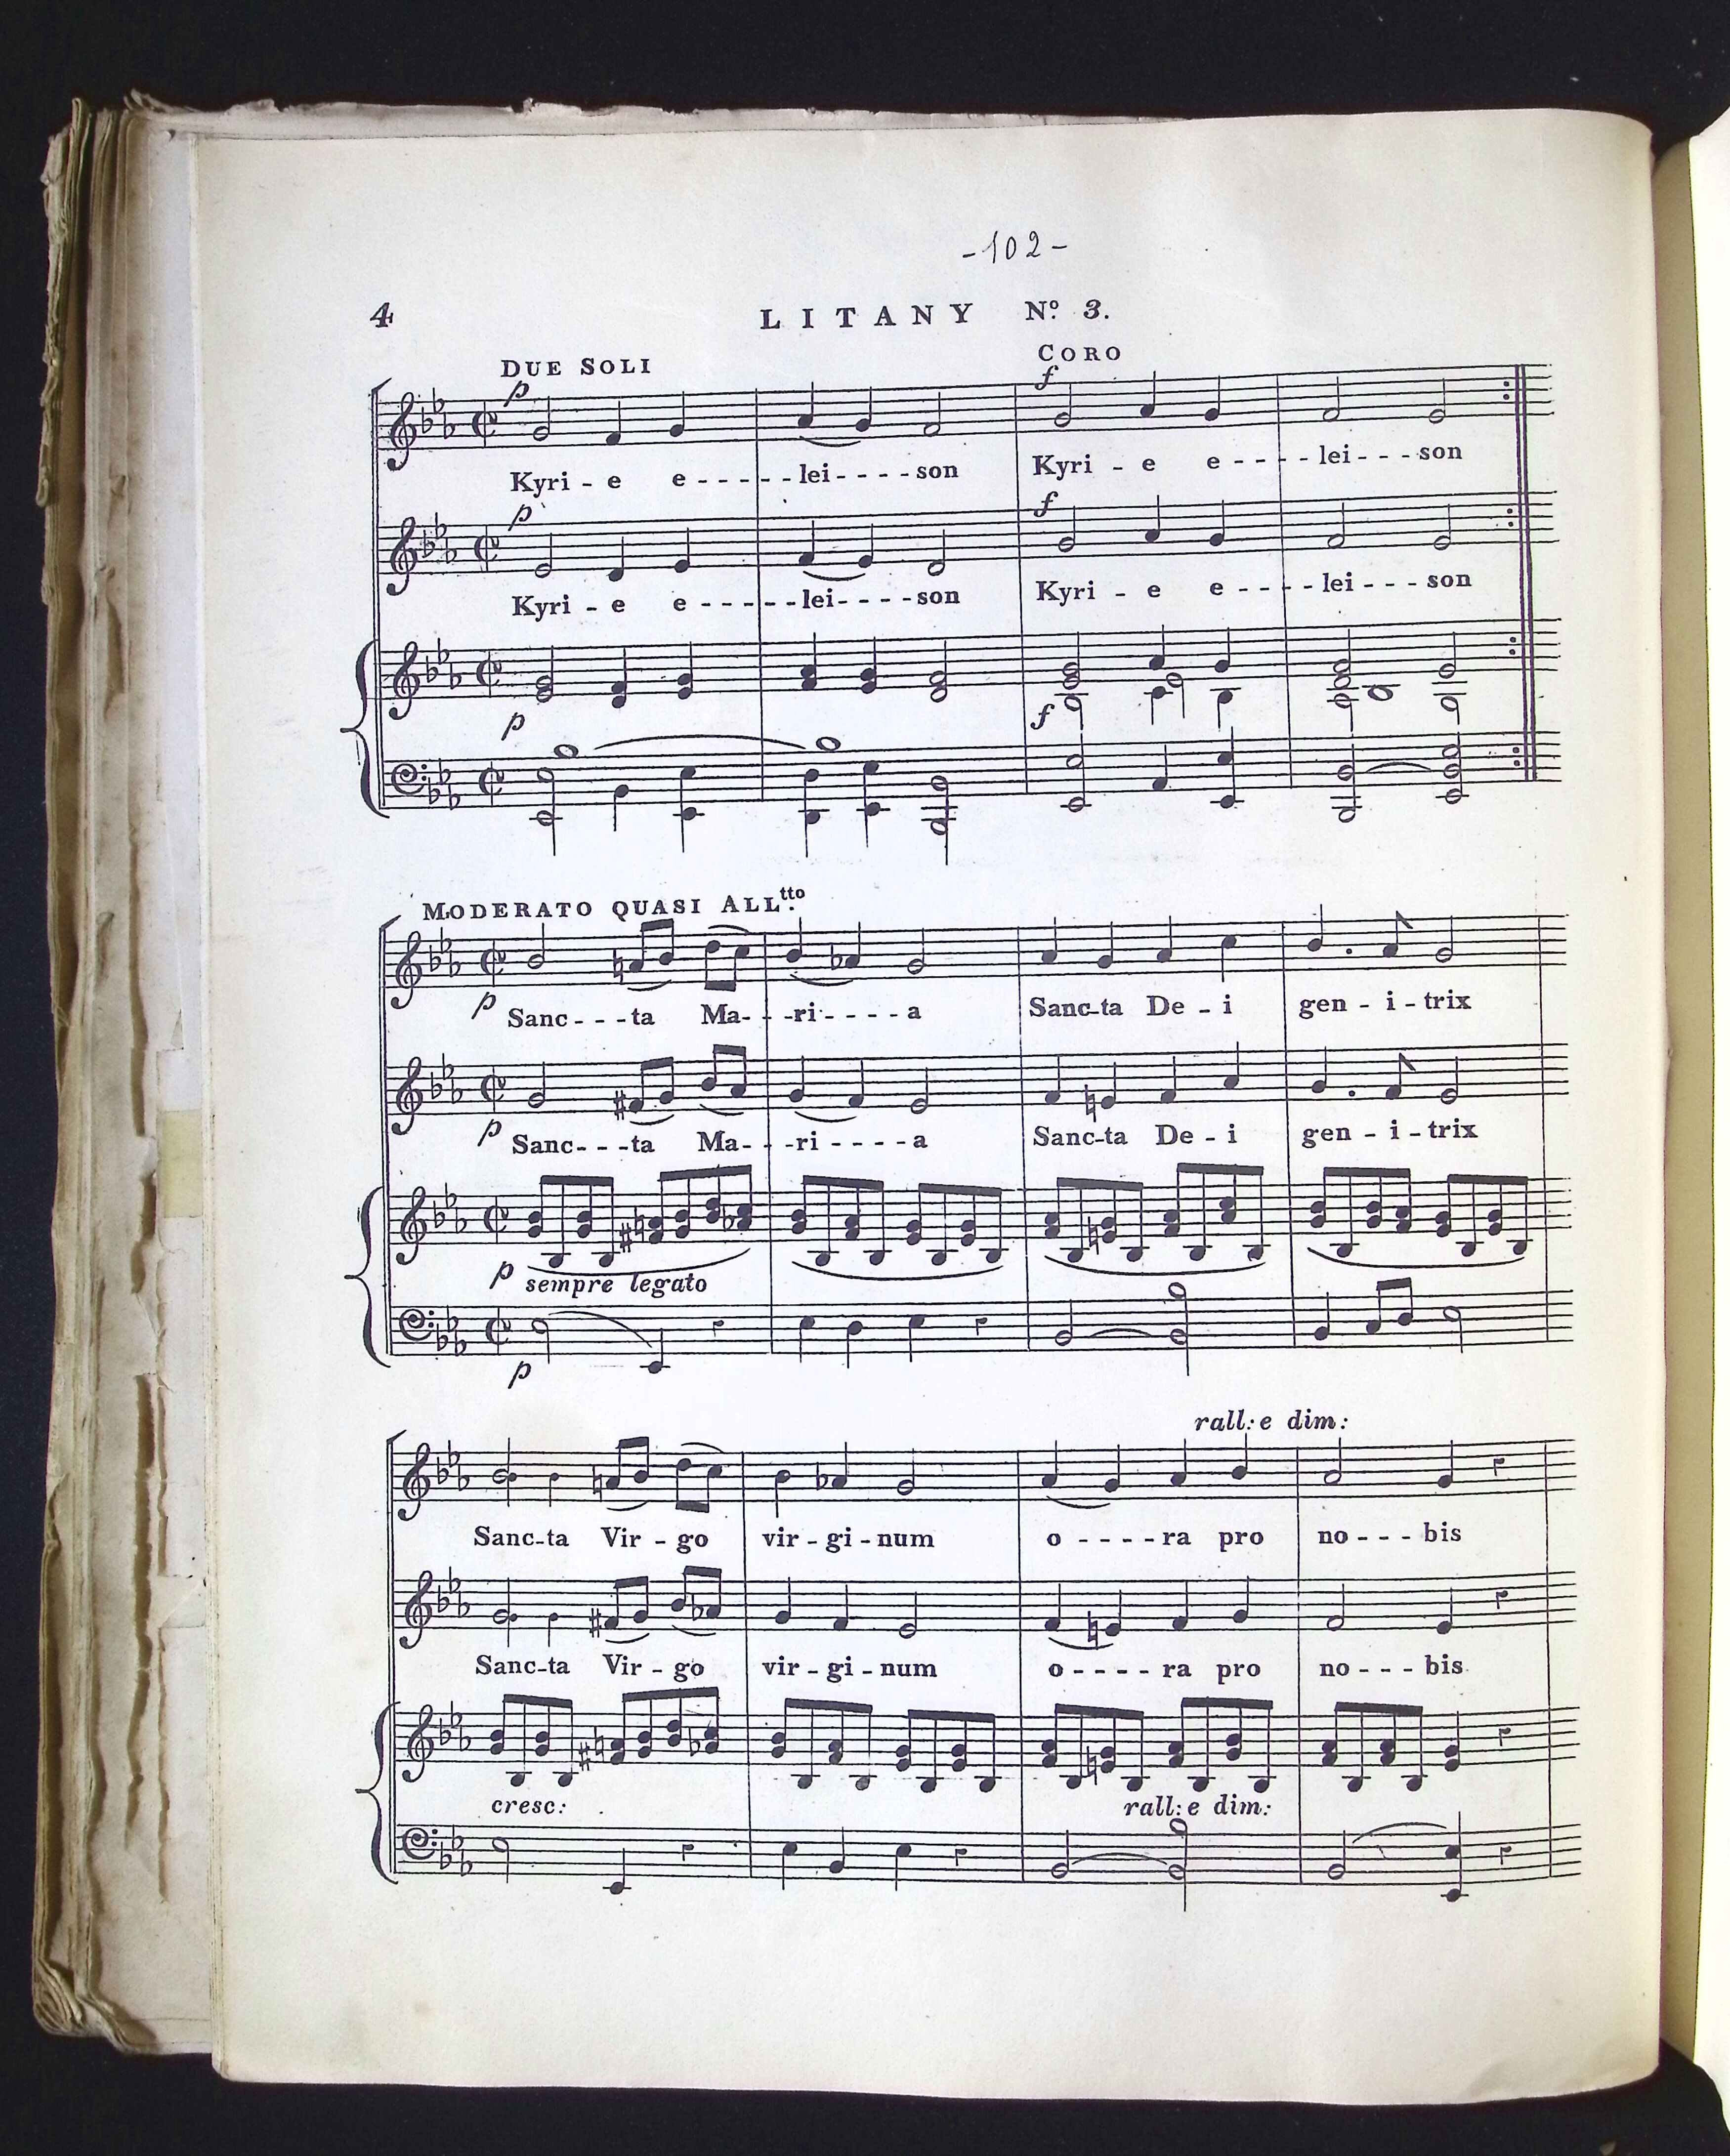 -102-
4 LITANY Nº 3.
DUE SOLI CORO
p f
Kyri - e e - - - - - - lei - - - - son Kyri - e e - - - - lei - - - son
p f
Kyri - e e - - - - - - lei - - - - son Kyri - e e - - - - lei - - - son
p f
MODERATO QUASI ALLtto.
p Sanc - - - ta Ma - - ri - - - - a Sanc-ta De - i gen - i - trix
p Sanc - - - ta Ma - - ri - - - - a Sanc-ta De - i gen - i - trix
p sempre legato
p
rall: e dim:
Sanc-ta Vir - go vir - gi - num o - - - - ra pro no - - - bis
Sanc-ta Vir - go vir - gi - num o - - - - ra pro no - - - bis
cresc: rall: e dim: